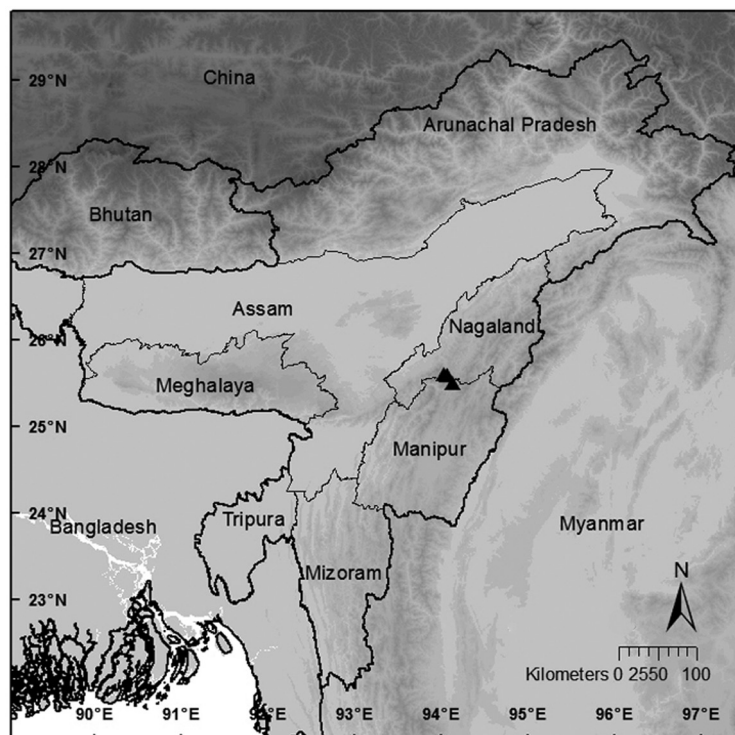 China
29°N
Arunachal Pradesh
28°N
Bhutan
27°N
Assam
Nagaland
26°N
Meghalaya
25°N
Manipur
24°N
Bangladesh
Tripura
Myanmar
Mizoram
N
23°N
Kilometers 0 2550 100
90°E 91°E 92°E 93°E 94°E 95°E 96°E 97°E